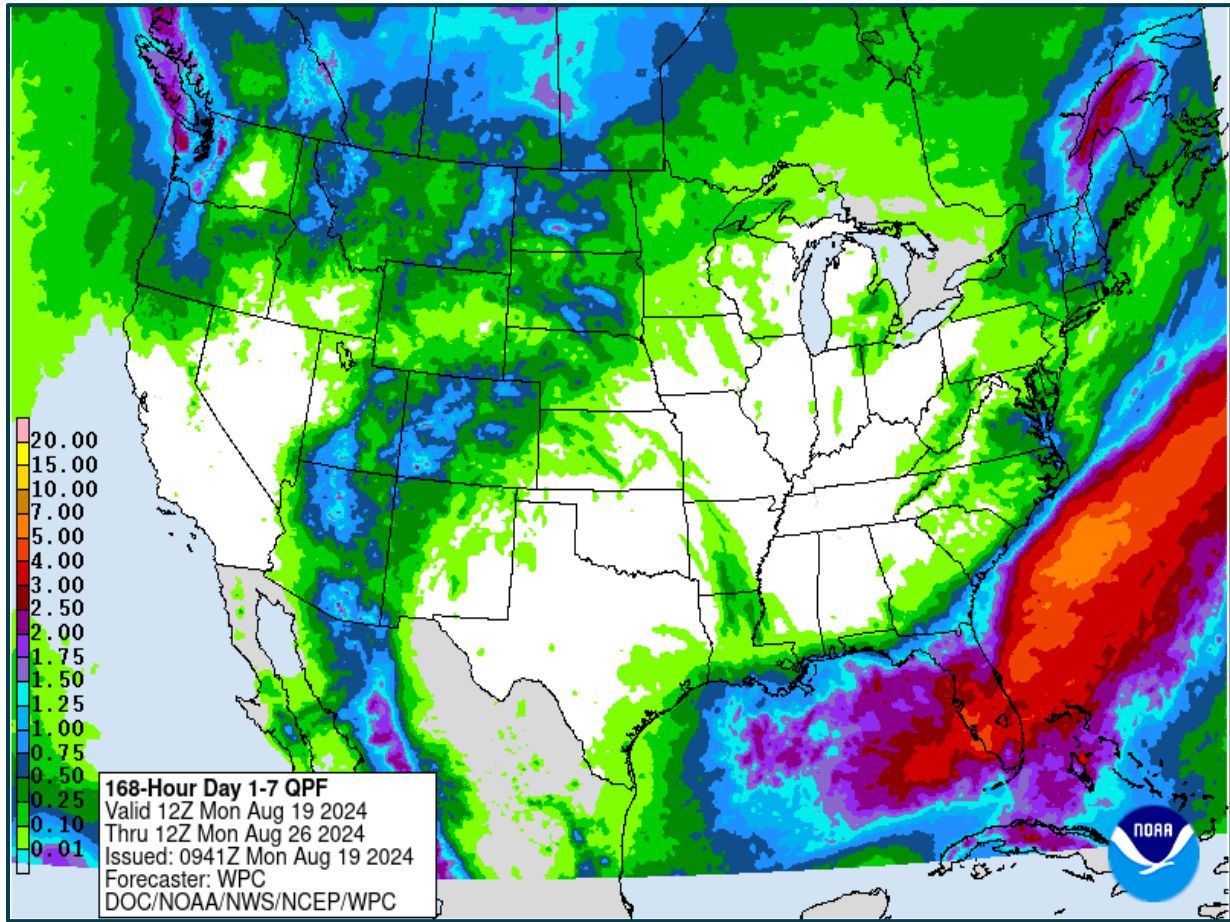 20.00
15.00
10.00
7.00
5.00
4.00
3.00
2.50
2.00
1.75
1.50
1.25
1.00
0.75
0.50
0.25
0.10
0.01
168-Hour Day 1-7 QPF
Valid 12Z Mon Aug 19 2024
Thru 12Z Mon Aug 26 2024
Issued: 0941Z Mon Aug 19 2024
Forecaster: WPC
DOC/NOAA/NWS/NCEP/WPC
NOAA